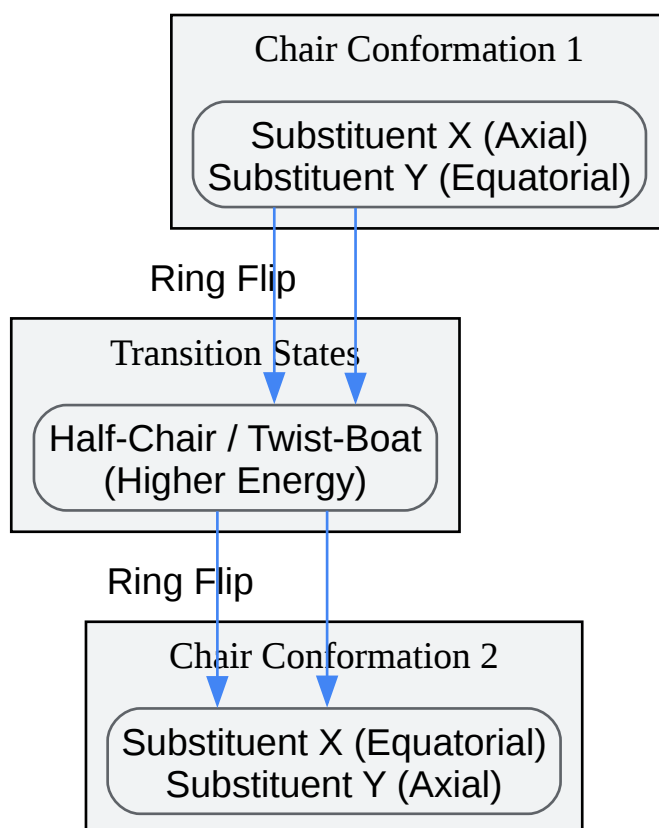 Chair Conformation 1
Substituent X (Axial)
Substituent Y (Equatorial)
Ring Flip
Transition States
Half-Chair / Twist-Boat
(Higher Energy)
Ring Flip
Chair Conformation 2
Substituent X (Equatorial)
Substituent Y (Axial)